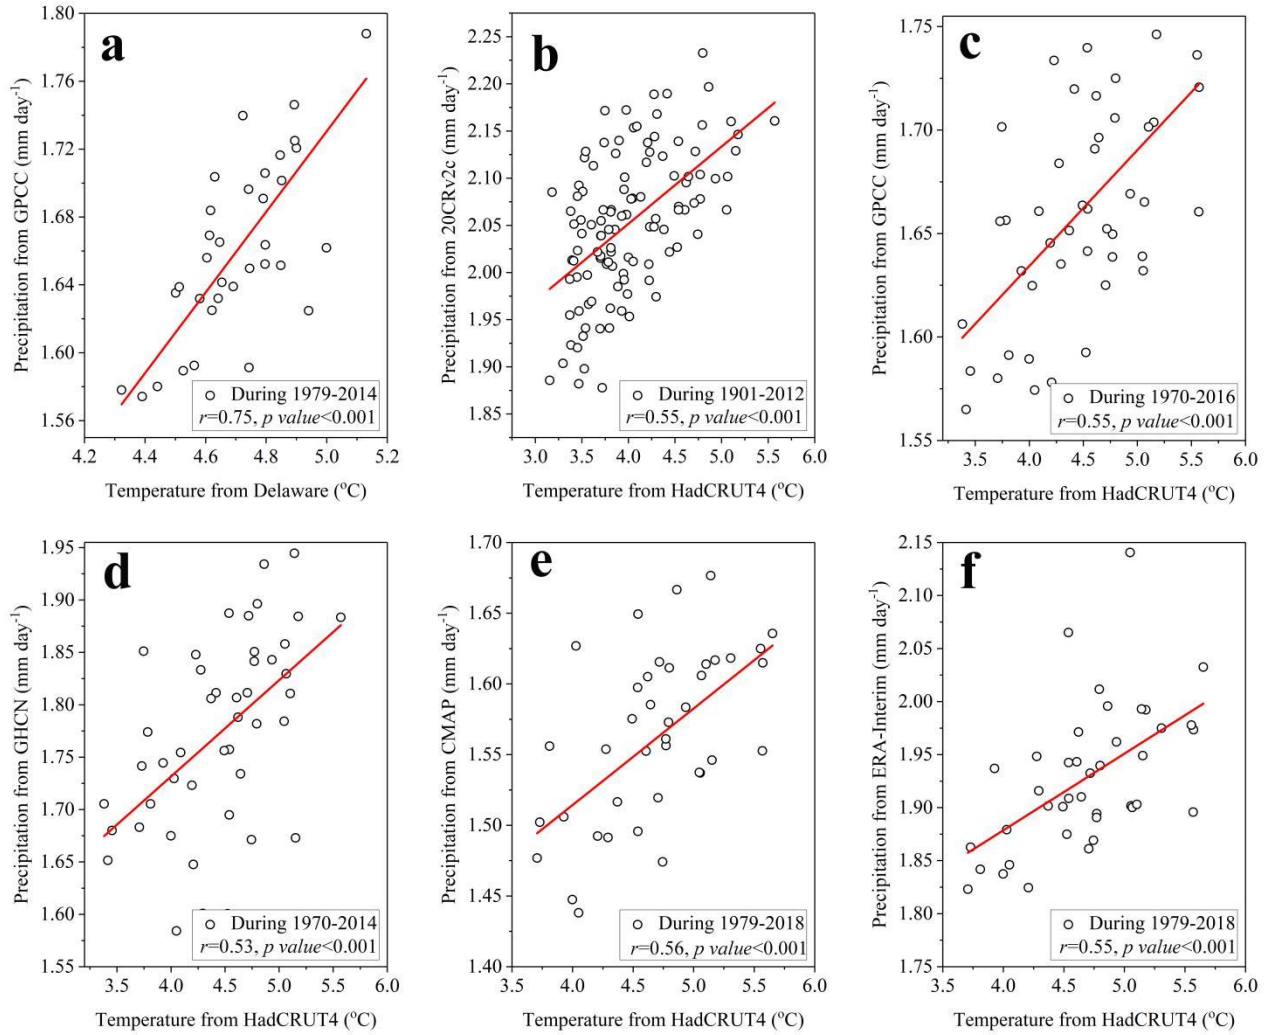 a
1.80
1.76
1.72
1.68
1.64
1.60
1.56
Precipitation from GPCC (mm day-1)
During 1979-2014
r=0.75, p value<0.001
4.2 4.4 4.6 4.8 5.0 5.2
Temperature from Delaware (oC)
b
2.25
2.20
2.15
2.10
2.05
2.00
1.95
1.90
1.85
Precipitation from 20CRv2c (mm day-1)
During 1901-2012
r=0.55, p value<0.001
3.0 3.5 4.0 4.5 5.0 5.5 6.0
Temperature from HadCRUT4 (oC)
c
1.75
1.70
1.65
1.60
1.55
Precipitation from GPCC (mm day-1)
During 1970-2016
r=0.55, p value<0.001
3.5 4.0 4.5 5.0 5.5 6.0
Temperature from HadCRUT4 (oC)
d
1.95
1.90
1.85
1.80
1.75
1.70
1.65
1.60
1.55
Precipitation from GHCN (mm day-1)
During 1970-2014
r=0.53, p value<0.001
3.5 4.0 4.5 5.0 5.5 6.0
Temperature from HadCRUT4 (oC)
e
1.70
1.65
1.60
1.55
1.50
1.45
1.40
Precipitation from CMAP (mm day-1)
During 1979-2018
r=0.56, p value<0.001
3.5 4.0 4.5 5.0 5.5 6.0
Temperature from HadCRUT4 (oC)
f
2.15
2.10
2.05
2.00
1.95
1.90
1.85
1.80
1.75
Precipitation from ERA-Interim (mm day-1)
During 1979-2018
r=0.55, p value<0.001
3.5 4.0 4.5 5.0 5.5 6.0
Temperature from HadCRUT4 (oC)